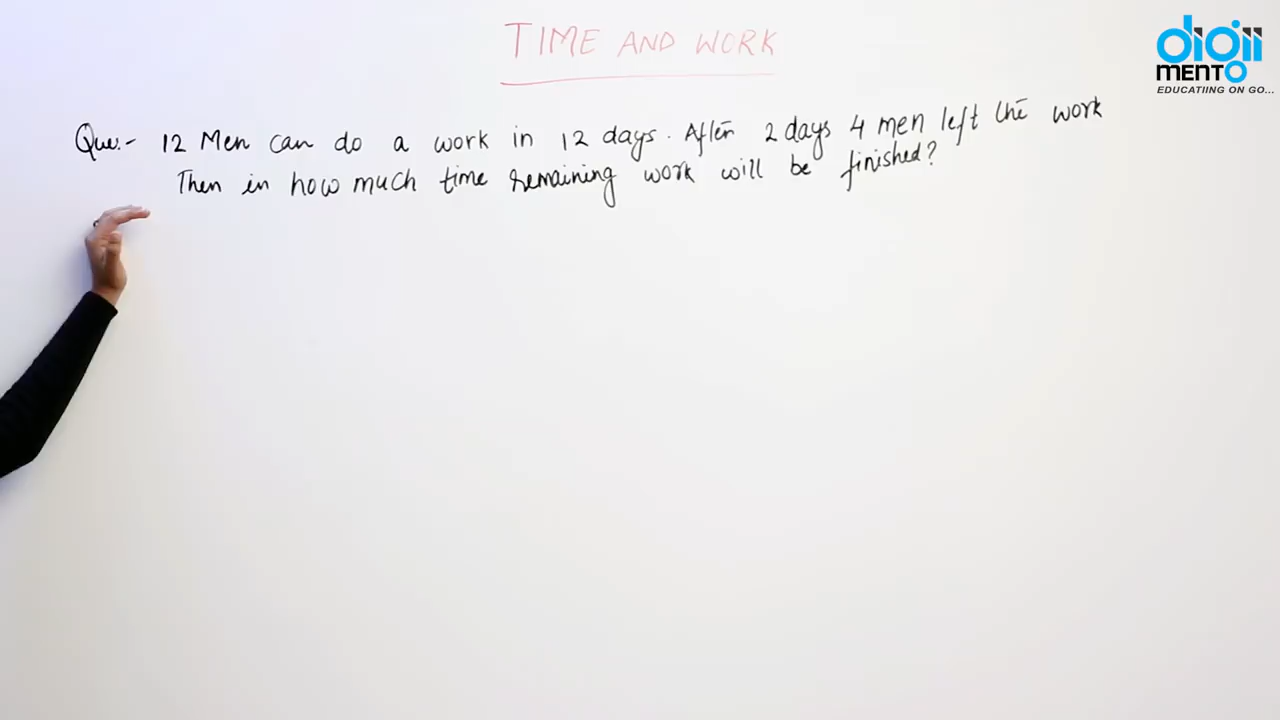 TIME AND WORK
digii
MENTO
EDUCATIING ON GO...
Que:- 12 Men can do a work in 12 days. After 2 days 4 men left the work
Then in how much time remaining work will be finished?